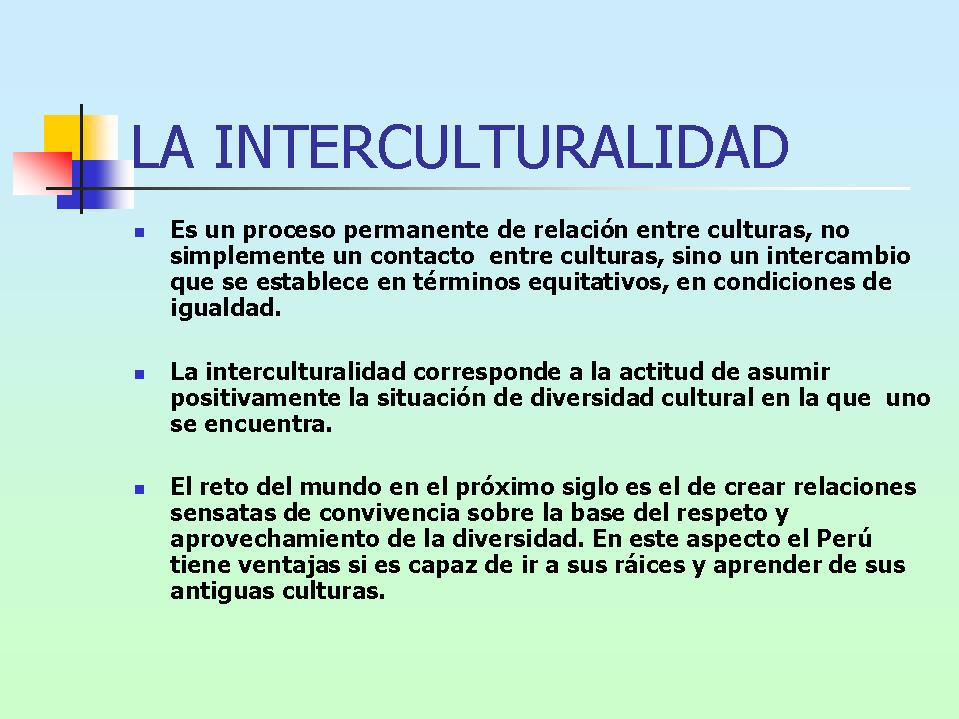 LA INTERCULTURALIDAD
Es un proceso permanente de relación entre culturas, no
simplemente un contacto entre culturas, sino un intercambio
que se establece en términos equitativos, en condiciones de
igualdad.
La interculturalidad corresponde a la actitud de asumir
positivamente la situación de diversidad cultural en la que uno
se encuentra.
El reto del mundo en el próximo siglo es el de crear relaciones
sensatas de convivencia sobre la base del respeto y
aprovechamiento de la diversidad. En este aspecto el Perú
tiene ventajas si es capaz de ir a sus ráices y aprender de sus
antiguas culturas.